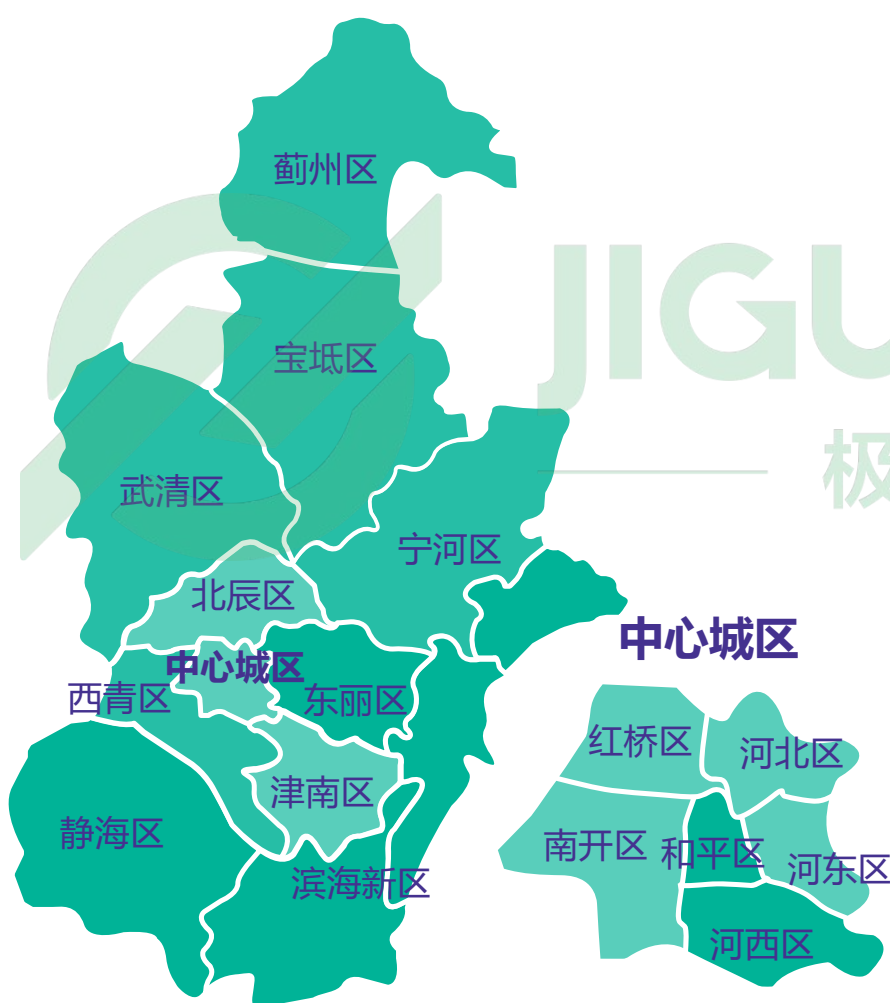 蓟州区
JIGU
宝坻区
极
武清区
宁河区
北辰区
中心城区
中心城区
西青区
东丽区
红桥区
河北区
津南区
静海区
南开区
和平区
河东区
滨海新区
河西区